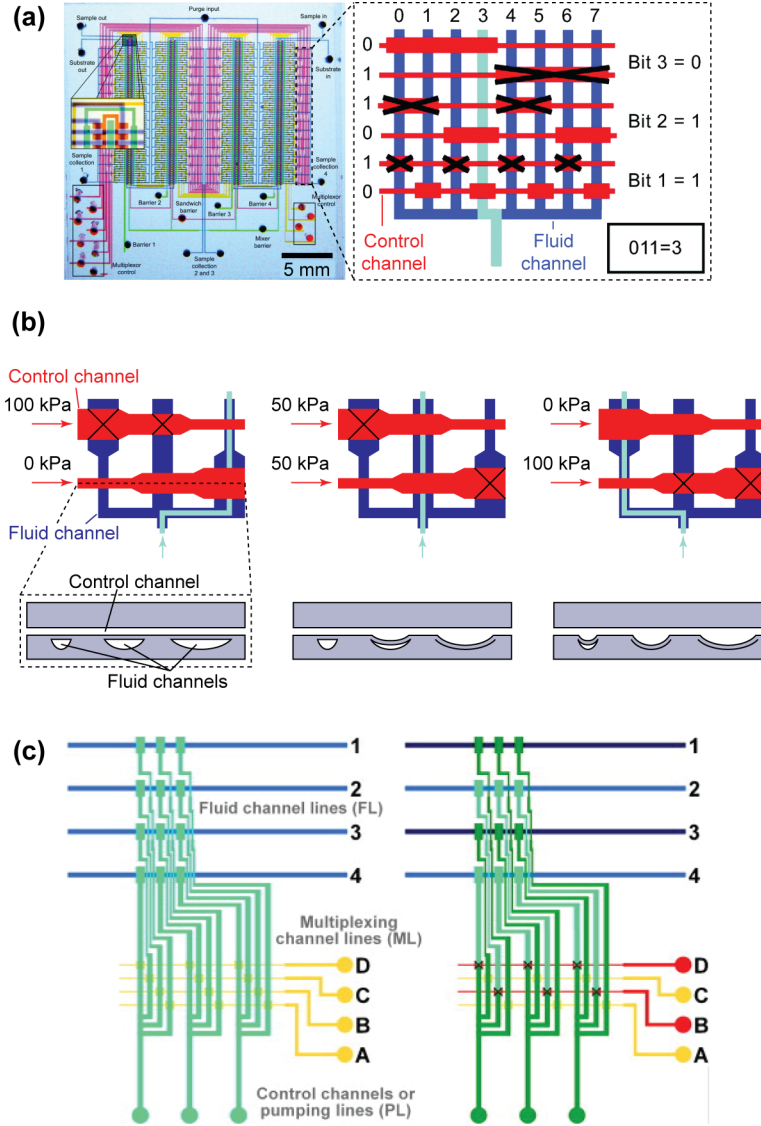 (a)
Sample out
Purge input
Sample in
Substrate out
Substrate in
Sample collection 1
Sample collection 4
Barrier 2
Sandwich barrier
Barrier 3
Barrier 4
Multiplexor control
Barrier 1
Mixer barrier
Multiplexor control
Sample collection 2 and 3
5 mm
0 1 2 3 4 5 6 7
0
1
Bit 3 = 0
1
0
Bit 2 = 1
1
0
Bit 1 = 1
Control channel
Fluid channel
011=3
(b)
Control channel
100 kPa
50 kPa
0 kPa
0 kPa
50 kPa
100 kPa
Fluid channel
Control channel
Fluid channels
(c)
1
1
2
2
Fluid channel lines (FL)
3
3
4
4
Multiplexing channel lines (ML)
D
D
C
C
B
B
A
A
Control channels or pumping lines (PL)